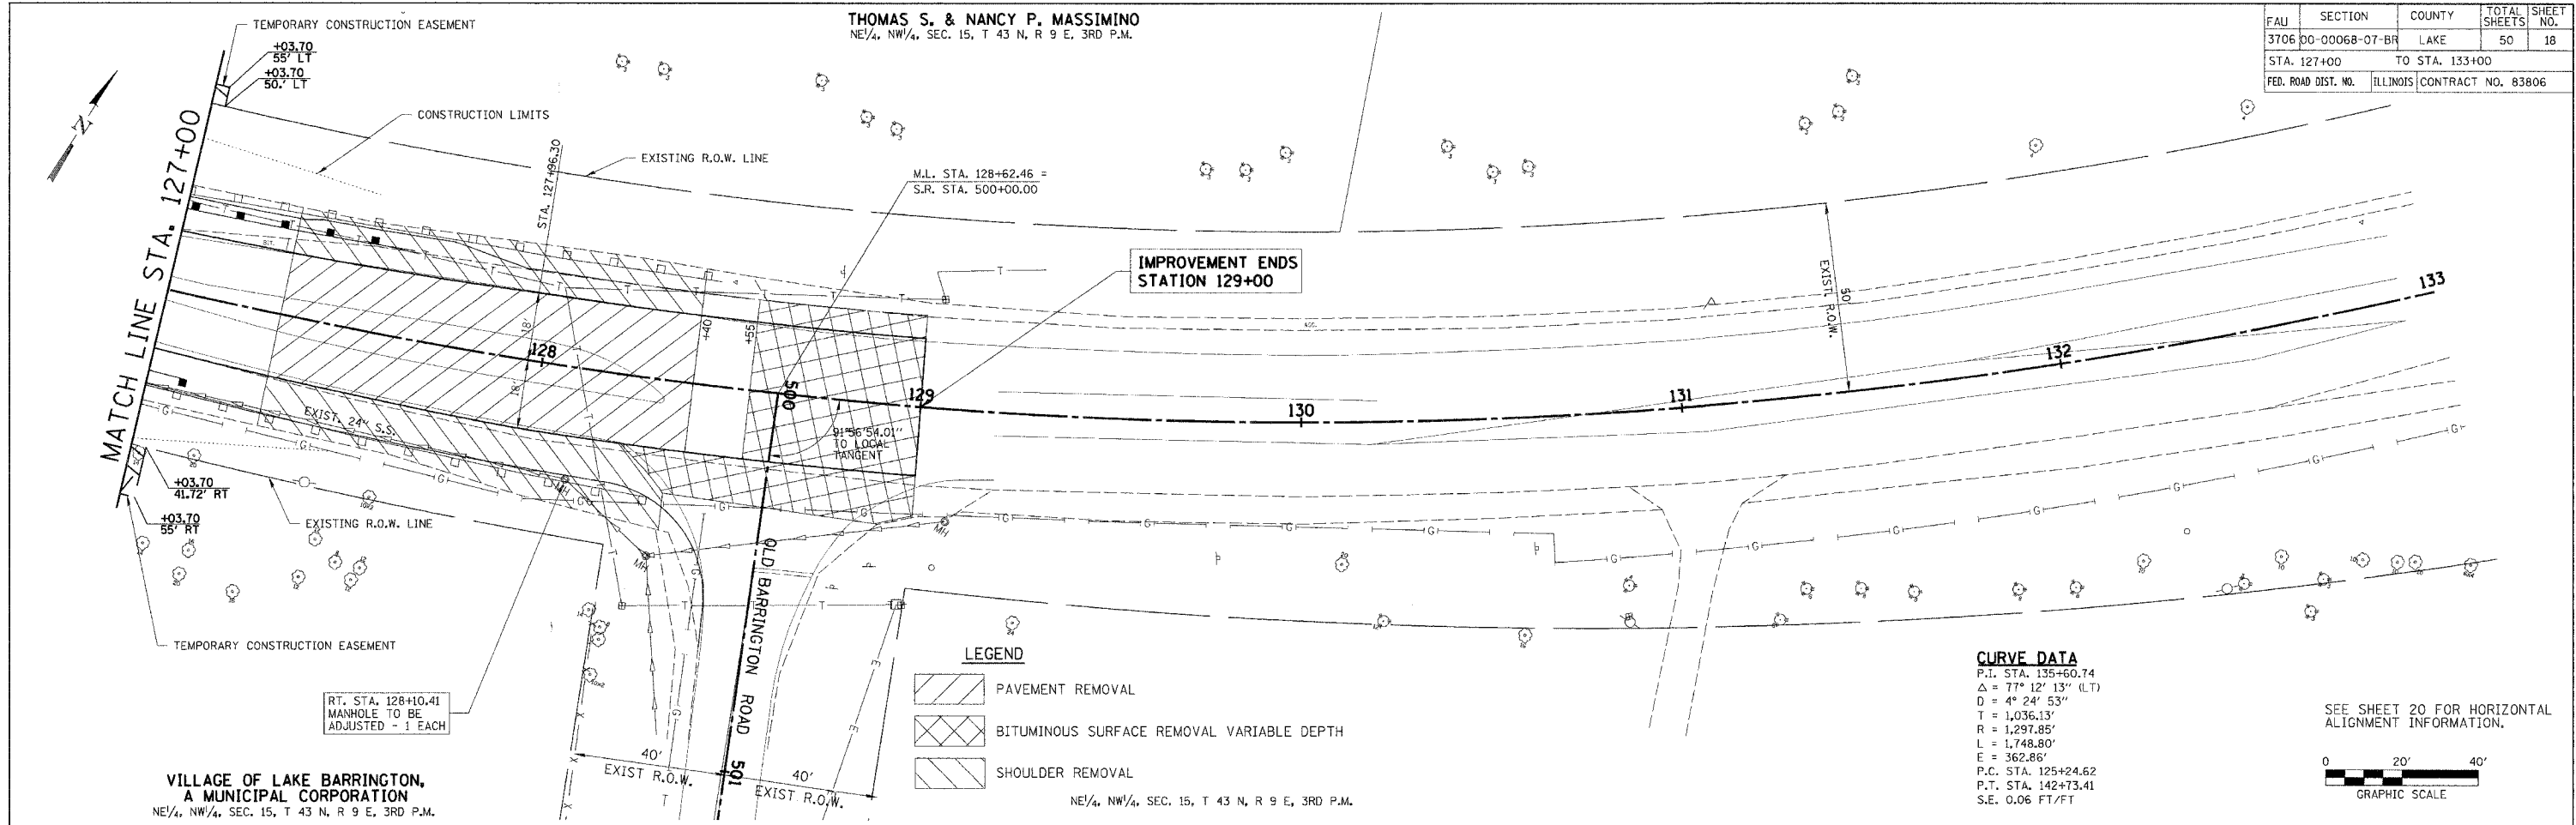 TEMPORARY CONSTRUCTION EASEMENT
+03.70
55' LT
+03.70
50.' LT
CONSTRUCTION LIMITS
N
THOMAS S. & NANCY P. MASSIMINO
NE1/4, NW1/4, SEC. 15, T 43 N, R 9 E, 3RD P.M.
FAU
SECTION
COUNTY
TOTAL SHEETS
SHEET NO.
3706
00-00068-07-BR
LAKE
50
18
STA. 127+00 TO STA. 133+00
FED. ROAD DIST. NO.
ILLINOIS
CONTRACT NO. 83806
MATCH LINE STA. 127+00
STA. 127+96.30
EXISTING R.O.W. LINE
M.L. STA. 128+62.46 =
S.R. STA. 500+00.00
IMPROVEMENT ENDS
STATION 129+00
EXIST. R.O.W.
50'
18'
18'
+40
+55
128
500
129
130
131
132
133
91°56'54.01"
TO LOCAL
TANGENT
EXIST. 24" S.S.
MH
MH
MH
+03.70
41.72' RT
+03.70
55' RT
EXISTING R.O.W. LINE
TEMPORARY CONSTRUCTION EASEMENT
RT. STA. 128+10.41
MANHOLE TO BE
ADJUSTED - 1 EACH
OLD BARRINGTON ROAD
501
40'
EXIST R.O.W.
40'
EXIST R.O.W.
VILLAGE OF LAKE BARRINGTON,
A MUNICIPAL CORPORATION
NE1/4, NW1/4, SEC. 15, T 43 N, R 9 E, 3RD P.M.
LEGEND
PAVEMENT REMOVAL
BITUMINOUS SURFACE REMOVAL VARIABLE DEPTH
SHOULDER REMOVAL
NE1/4, NW1/4, SEC. 15, T 43 N, R 9 E, 3RD P.M.
CURVE DATA
P.I. STA. 135+60.74
Δ = 77° 12' 13" (LT)
D = 4° 24' 53"
T = 1,036.13'
R = 1,297.85'
L = 1,748.80'
E = 362.86'
P.C. STA. 125+24.62
P.T. STA. 142+73.41
S.E. 0.06 FT/FT
SEE SHEET 20 FOR HORIZONTAL
ALIGNMENT INFORMATION.
0 20' 40'
GRAPHIC SCALE